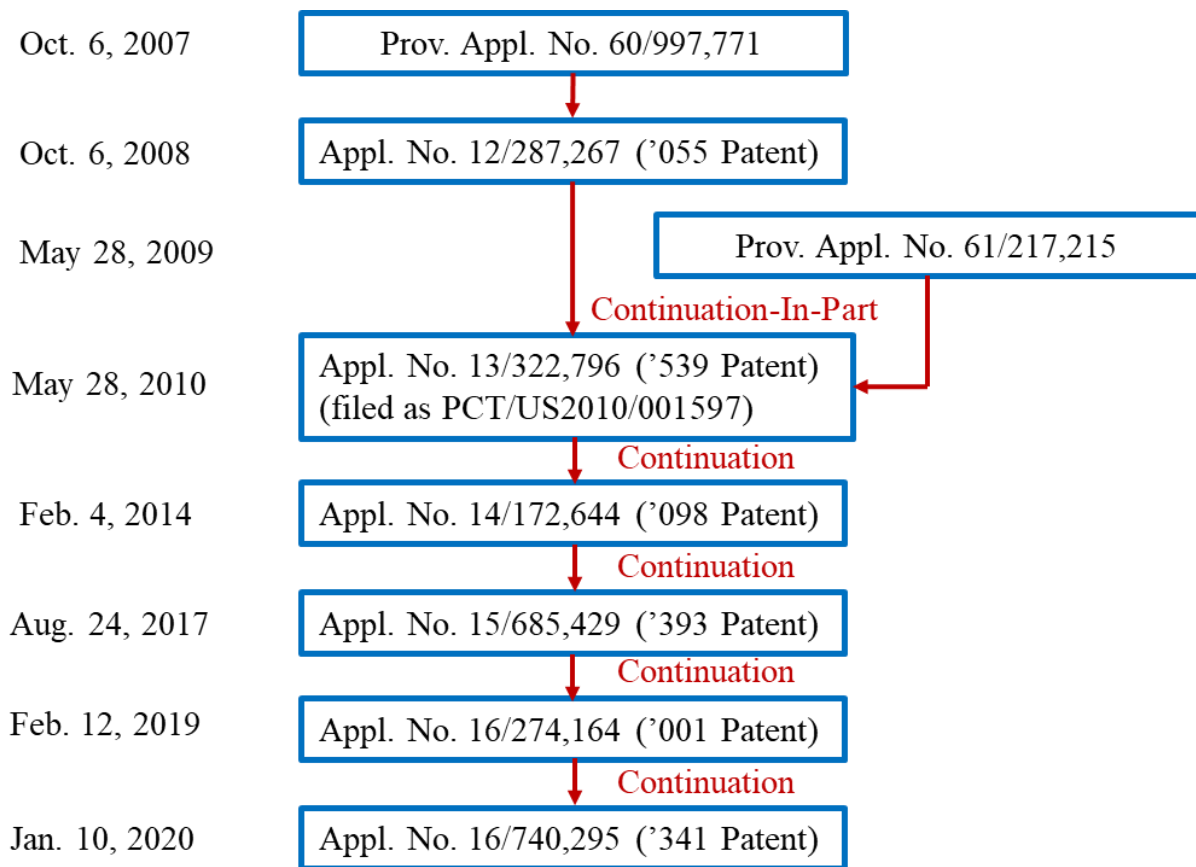 Oct. 6, 2007
Prov. Appl. No. 60/997,771
Oct. 6, 2008
Appl. No. 12/287,267 (’055 Patent)
May 28, 2009
Prov. Appl. No. 61/217,215
Continuation-In-Part
May 28, 2010
Appl. No. 13/322,796 (’539 Patent)
(filed as PCT/US2010/001597)
Continuation
Feb. 4, 2014
Appl. No. 14/172,644 (’098 Patent)
Continuation
Aug. 24, 2017
Appl. No. 15/685,429 (’393 Patent)
Continuation
Feb. 12, 2019
Appl. No. 16/274,164 (’001 Patent)
Continuation
Jan. 10, 2020
Appl. No. 16/740,295 (’341 Patent)